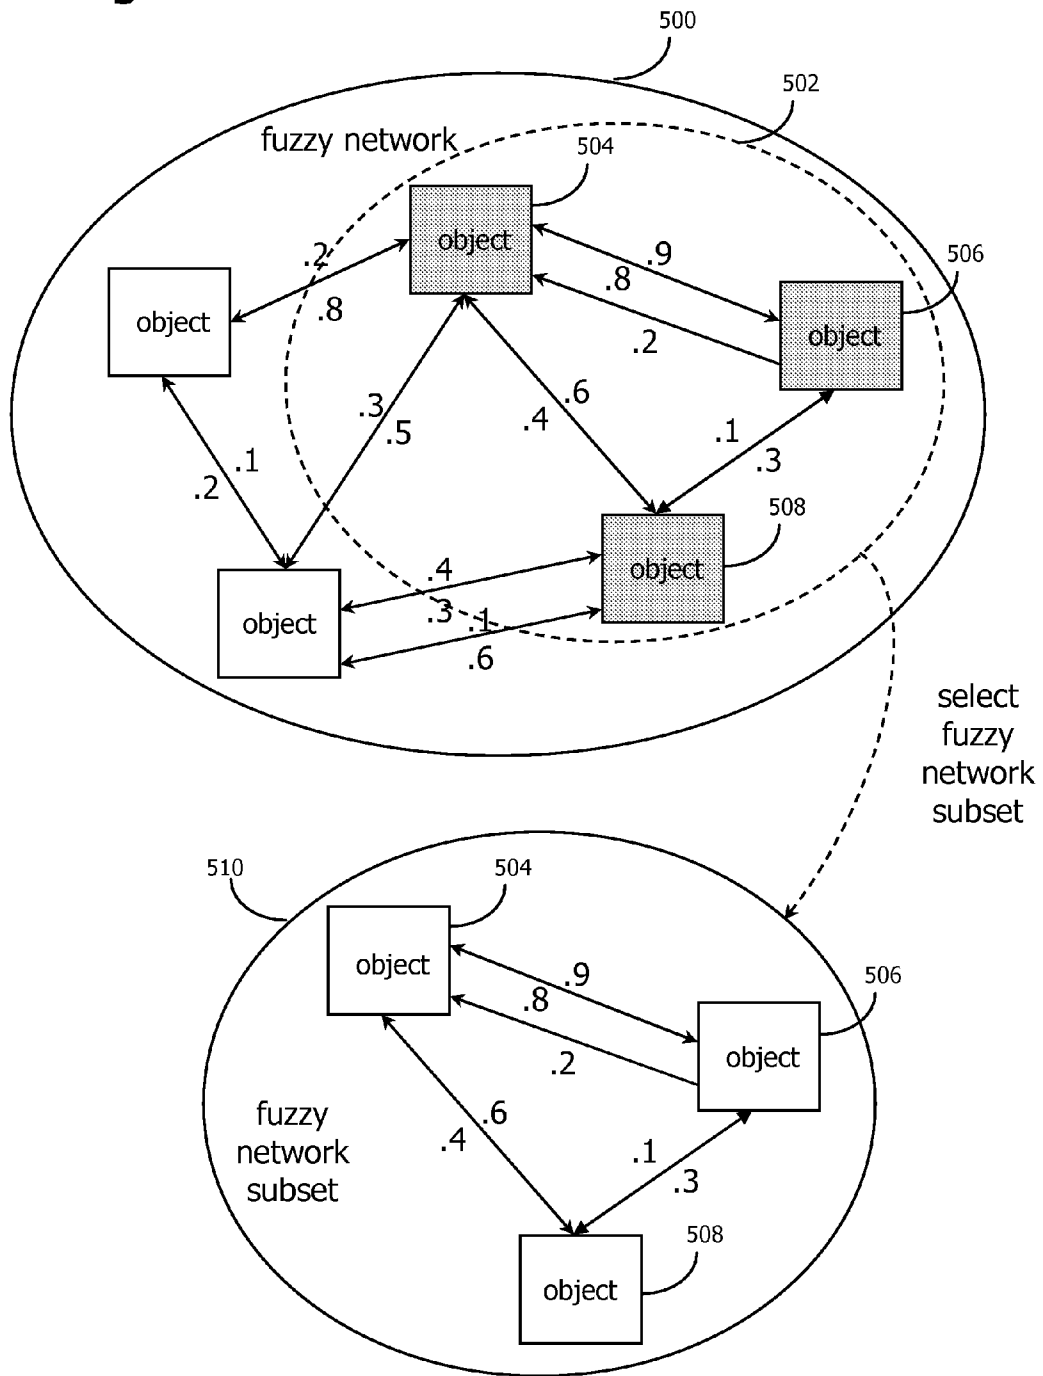 500
502
fuzzy network
504
object
.2
.9
.8
506
object
.8
object
.2
.3
.6
.4
.5
.1
.1
.3
.2
508
.4
object
.3
.1
object
.6
select
fuzzy
network
subset
510
504
object
.9
506
.8
object
.2
fuzzy
network
subset
.6
.4
.1
.3
508
object